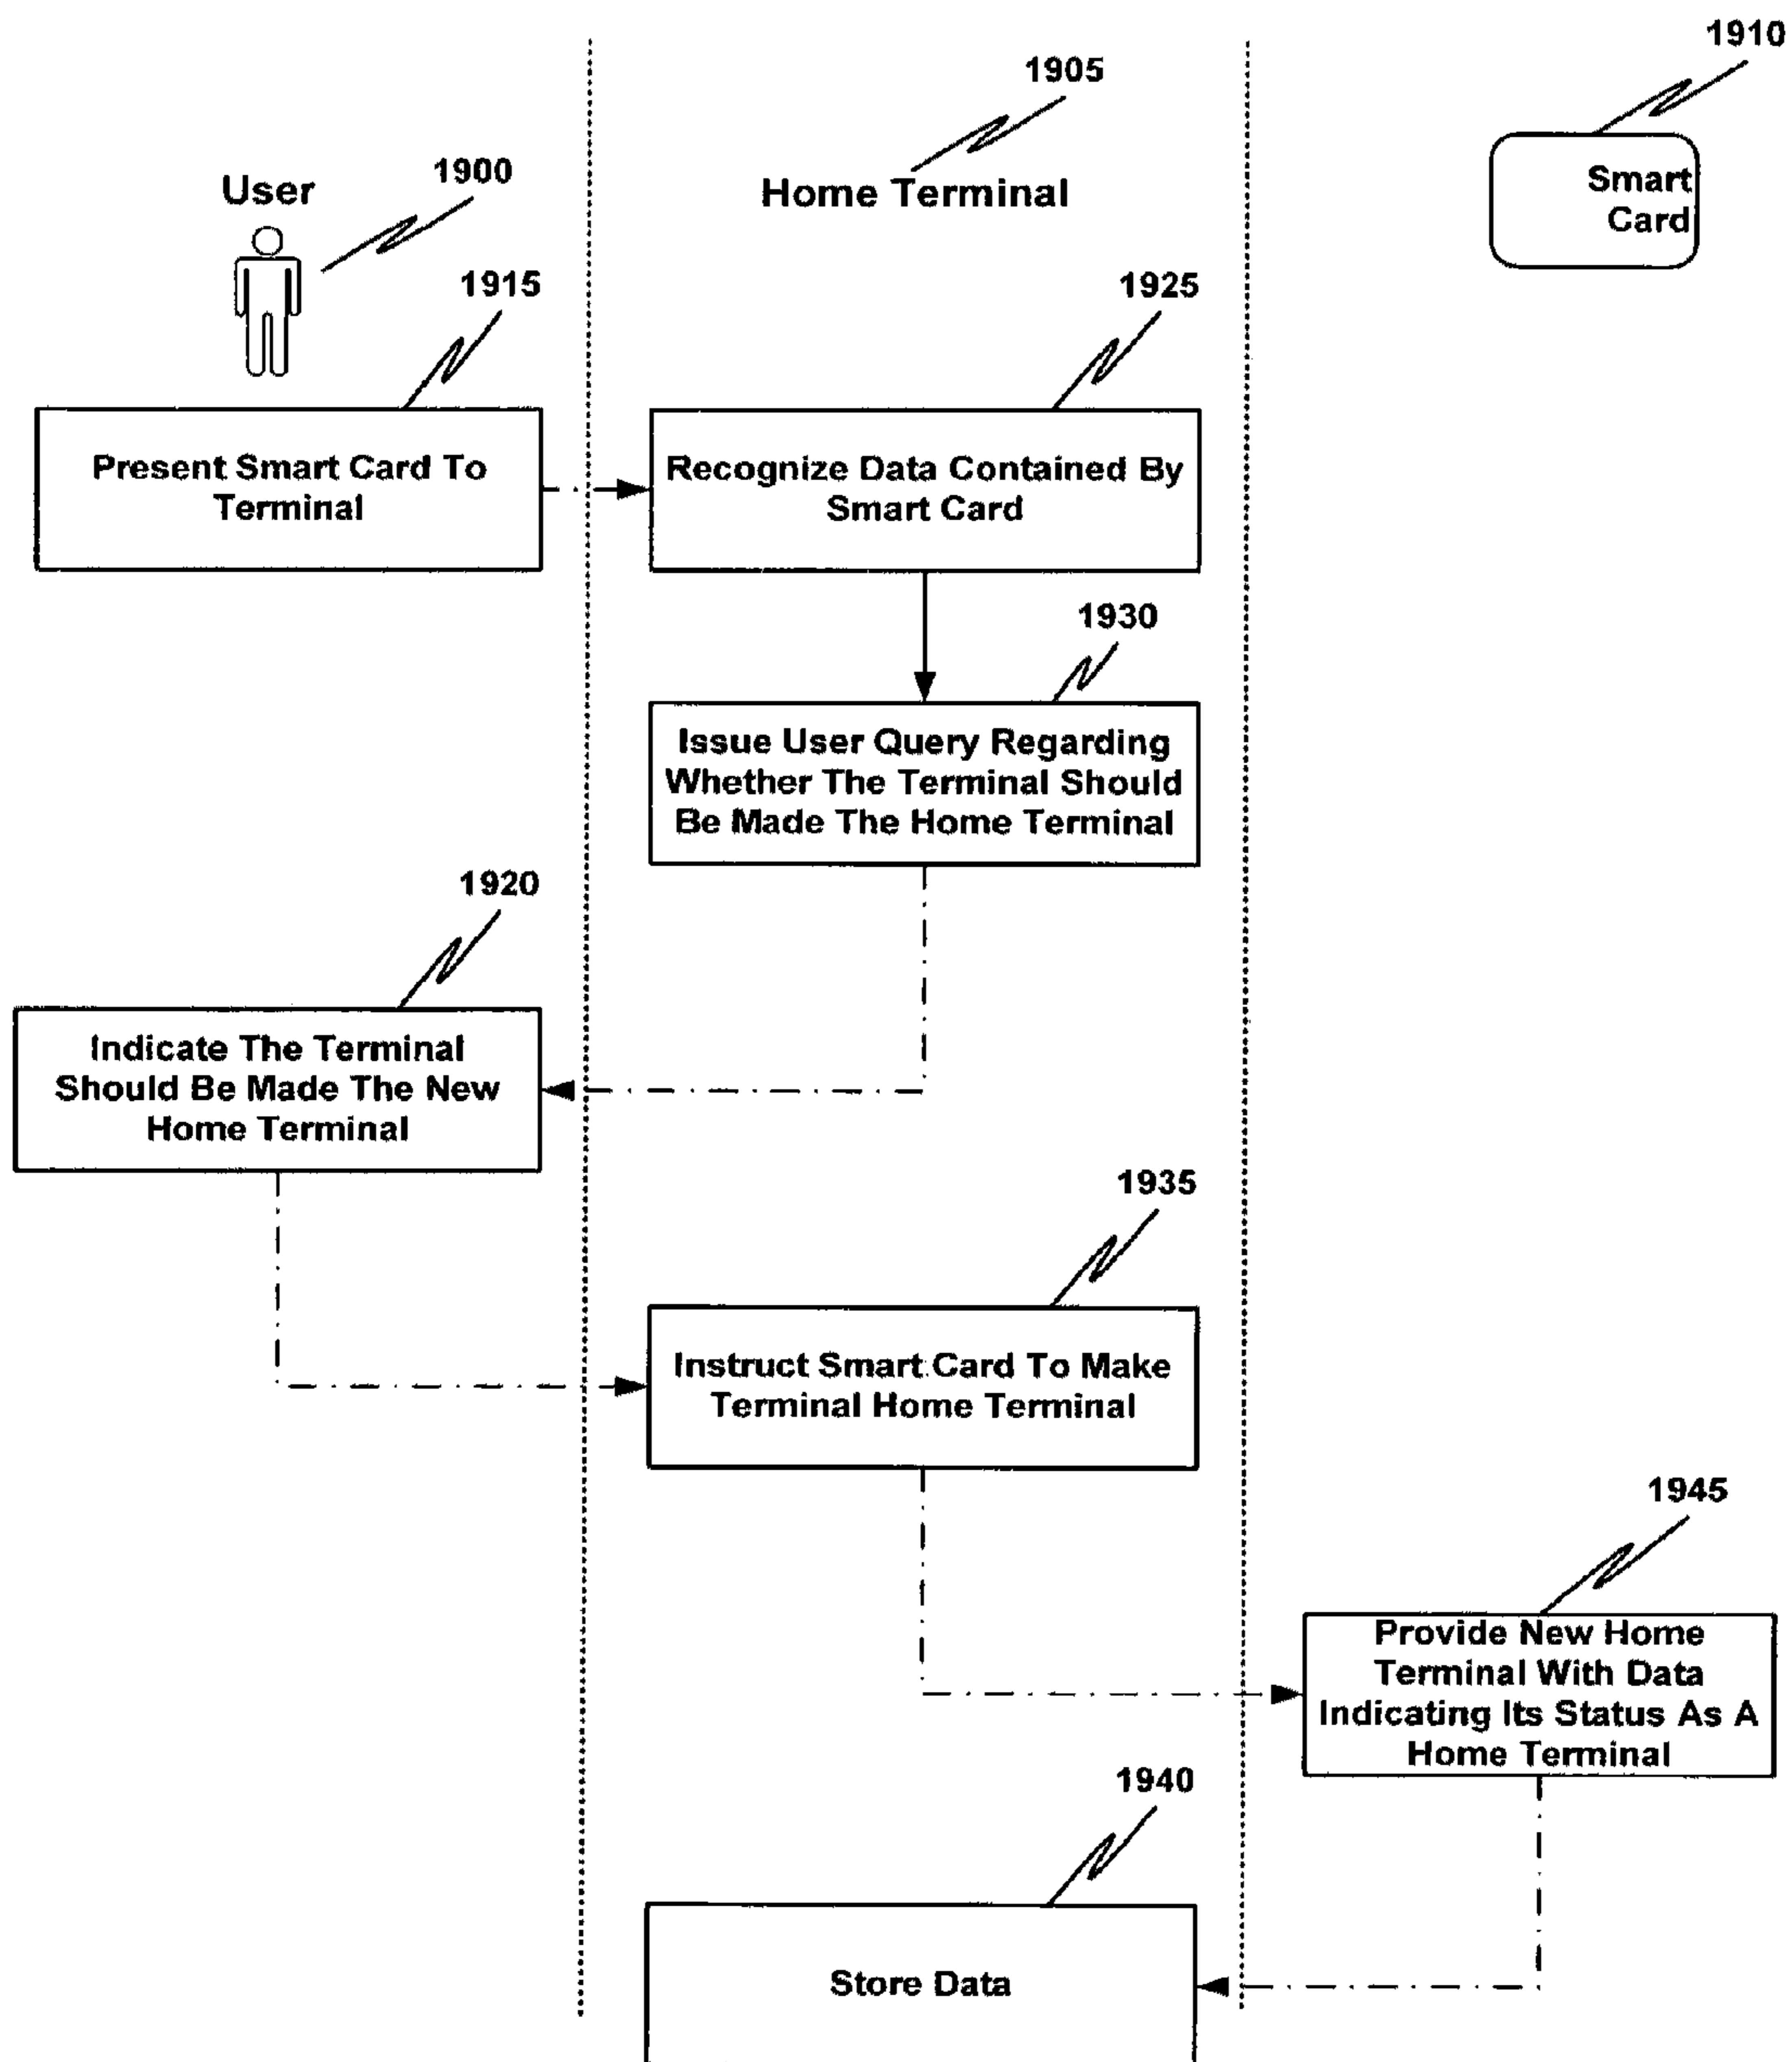 1910
1905
1900
User
Home Terminal
Smart
Card
1915
1925
Present Smart Card To
Terminal
Recognize Data Contained By
Smart Card
1930
Issue User Query Regarding
Whether The Terminal Should
Be Made The Home Terminal
1920
Indicate The Terminal
Should Be Made The New
Home Terminal
1935
Instruct Smart Card To Make
Terminal Home Terminal
1945
Provide New Home
Terminal With Data
Indicating Its Status As A
Home Terminal
1940
Store Data